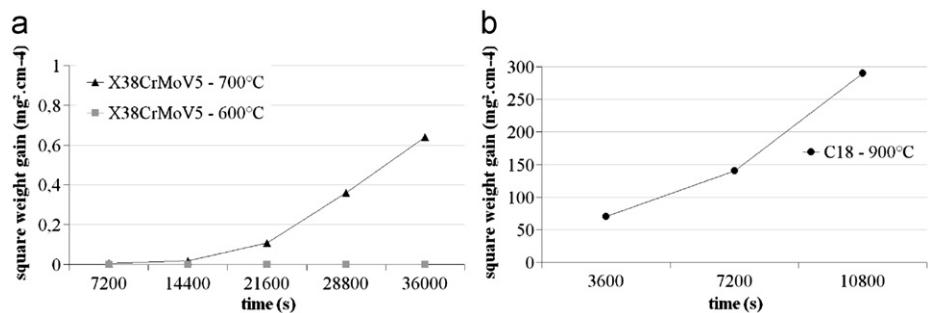 a
square weight gain (mg².cm-4)
1
0,8
0,6
0,4
0,2
0
X38CrMoV5 - 700°C
X38CrMoV5 - 600°C
7200 14400 21600 28800 36000
time (s)
b
square weight gain (mg².cm-4)
300
250
200
150
100
50
0
C18 - 900°C
3600 7200 10800
time (s)